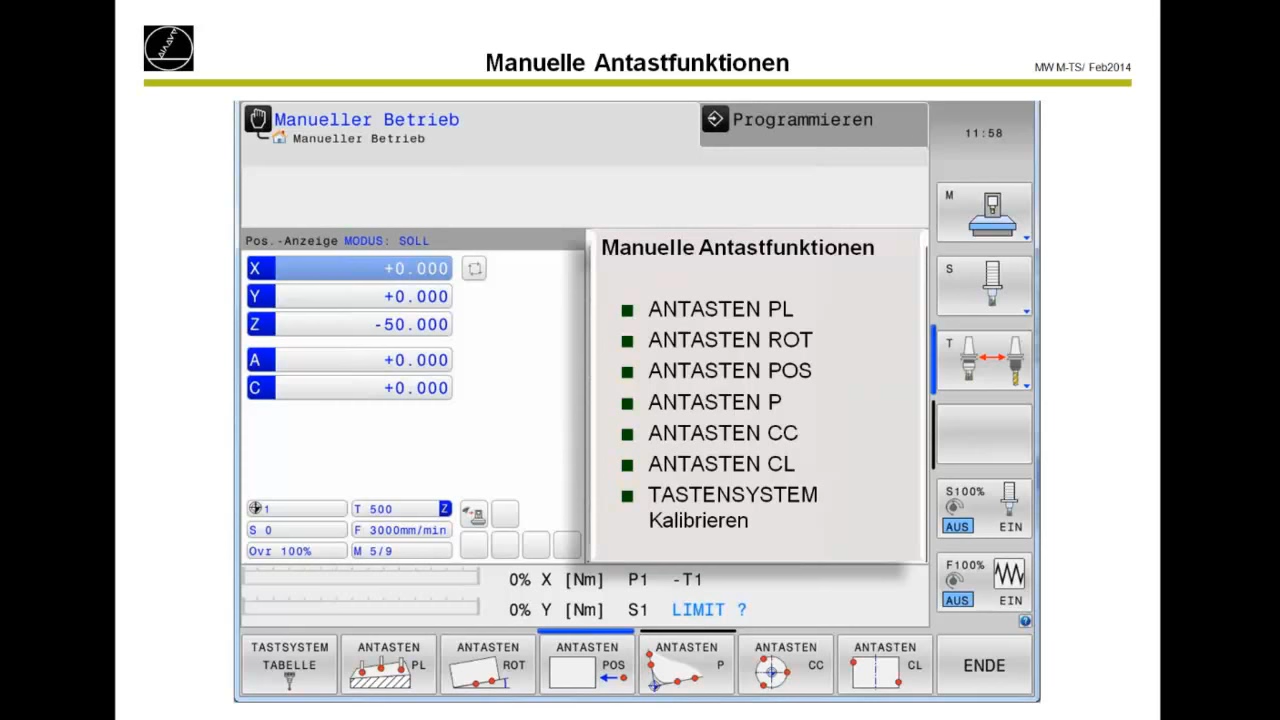 Manuelle Antastfunktionen
MW M-TS/ Feb2014
Manueller Betrieb
Manueller Betrieb
Programmieren
11:58
Pos.-Anzeige MODUS: SOLL
X +0.000
Y +0.000
Z -50.000
A +0.000
C +0.000
Manuelle Antastfunktionen
ANTASTEN PL
ANTASTEN ROT
ANTASTEN POS
ANTASTEN P
ANTASTEN CC
ANTASTEN CL
TASTENSYSTEM
Kalibrieren
M
S
T
S100%
AUS EIN
F100%
AUS EIN
1 T 500 Z
S 0 F 3000mm/min
Ovr 100% M 5/9
0% X [Nm] P1 -T1
0% Y [Nm] S1 LIMIT ?
TASTSYSTEM
TABELLE
ANTASTEN
PL
ANTASTEN
ROT
ANTASTEN
POS
ANTASTEN
P
ANTASTEN
CC
ANTASTEN
CL
ENDE